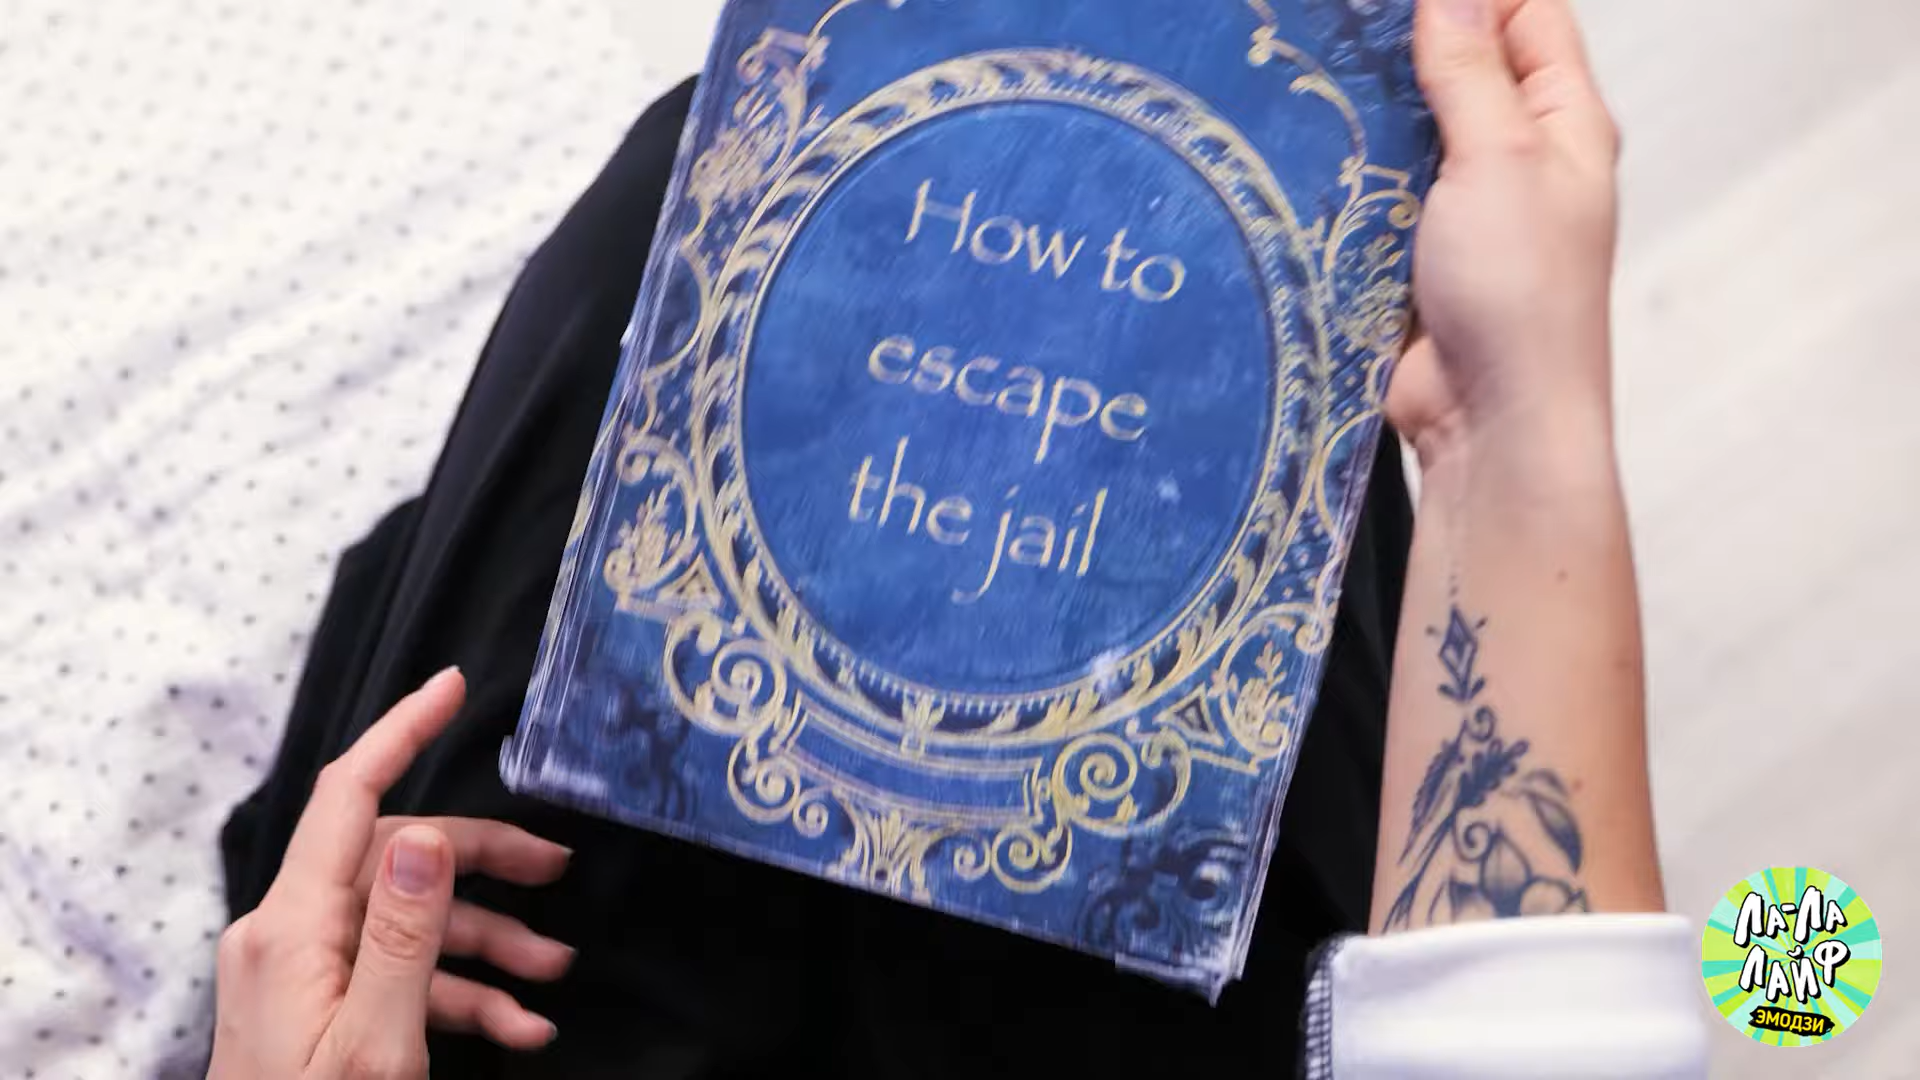 How to
escape
the jail
ЛА-ЛА
ЛАЙФ
ЭМОДЗИ